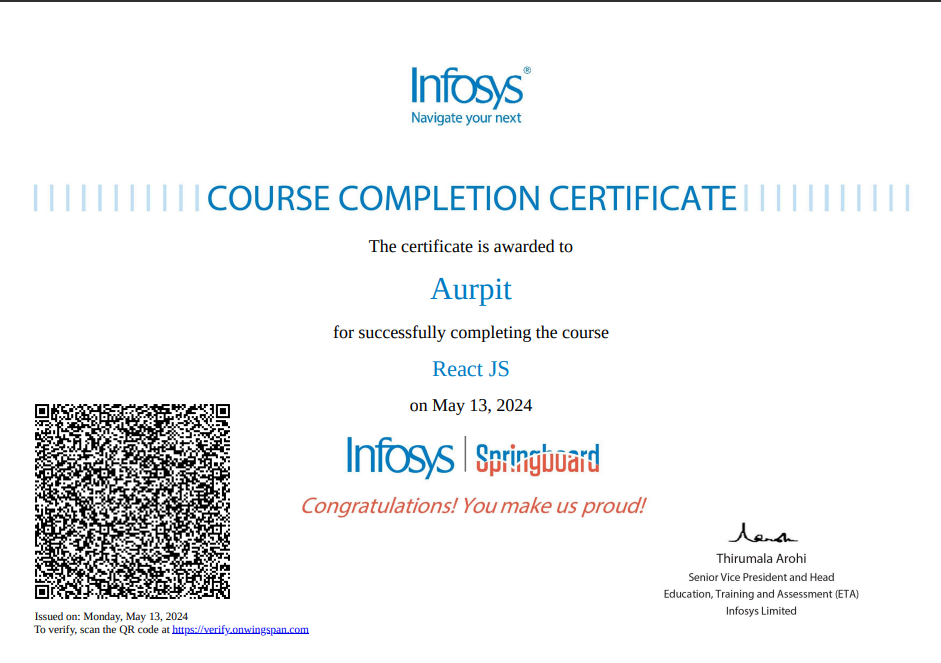 Infosys®
Navigate your next
COURSE COMPLETION CERTIFICATE
The certificate is awarded to
Aurpit
for successfully completing the course
React JS
on May 13, 2024
Infosys | Springboard
Congratulations! You make us proud!
Thirumala Arohi
Senior Vice President and Head
Education, Training and Assessment (ETA)
Infosys Limited
Issued on: Monday, May 13, 2024
To verify, scan the QR code at https://verify.onwingspan.com